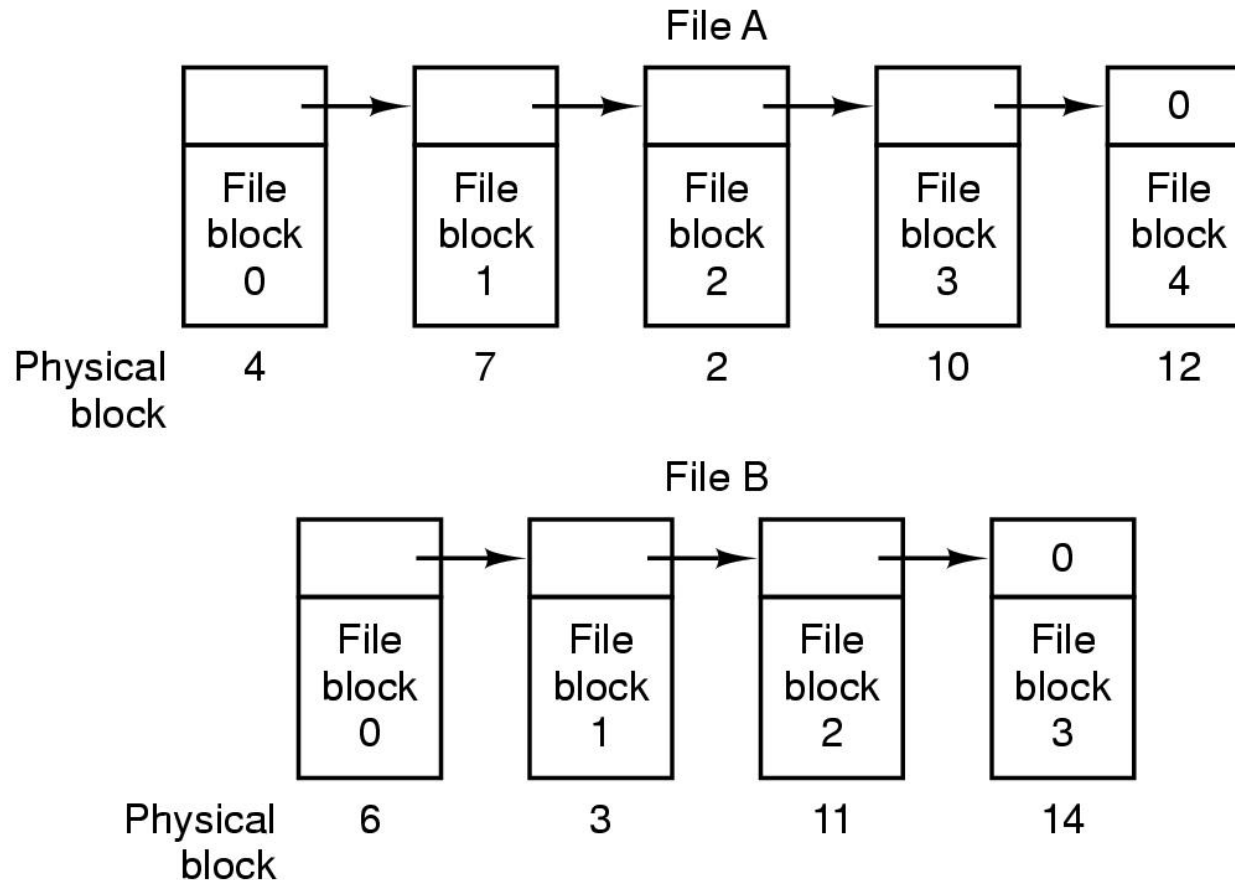 File A
0
File File File File File
block block block block block
0 1 2 3 4
Physical 4 7 2 10 12
block
File B
0
File File File File
block block block block
0 1 2 3
Physical 6 3 11 14
block